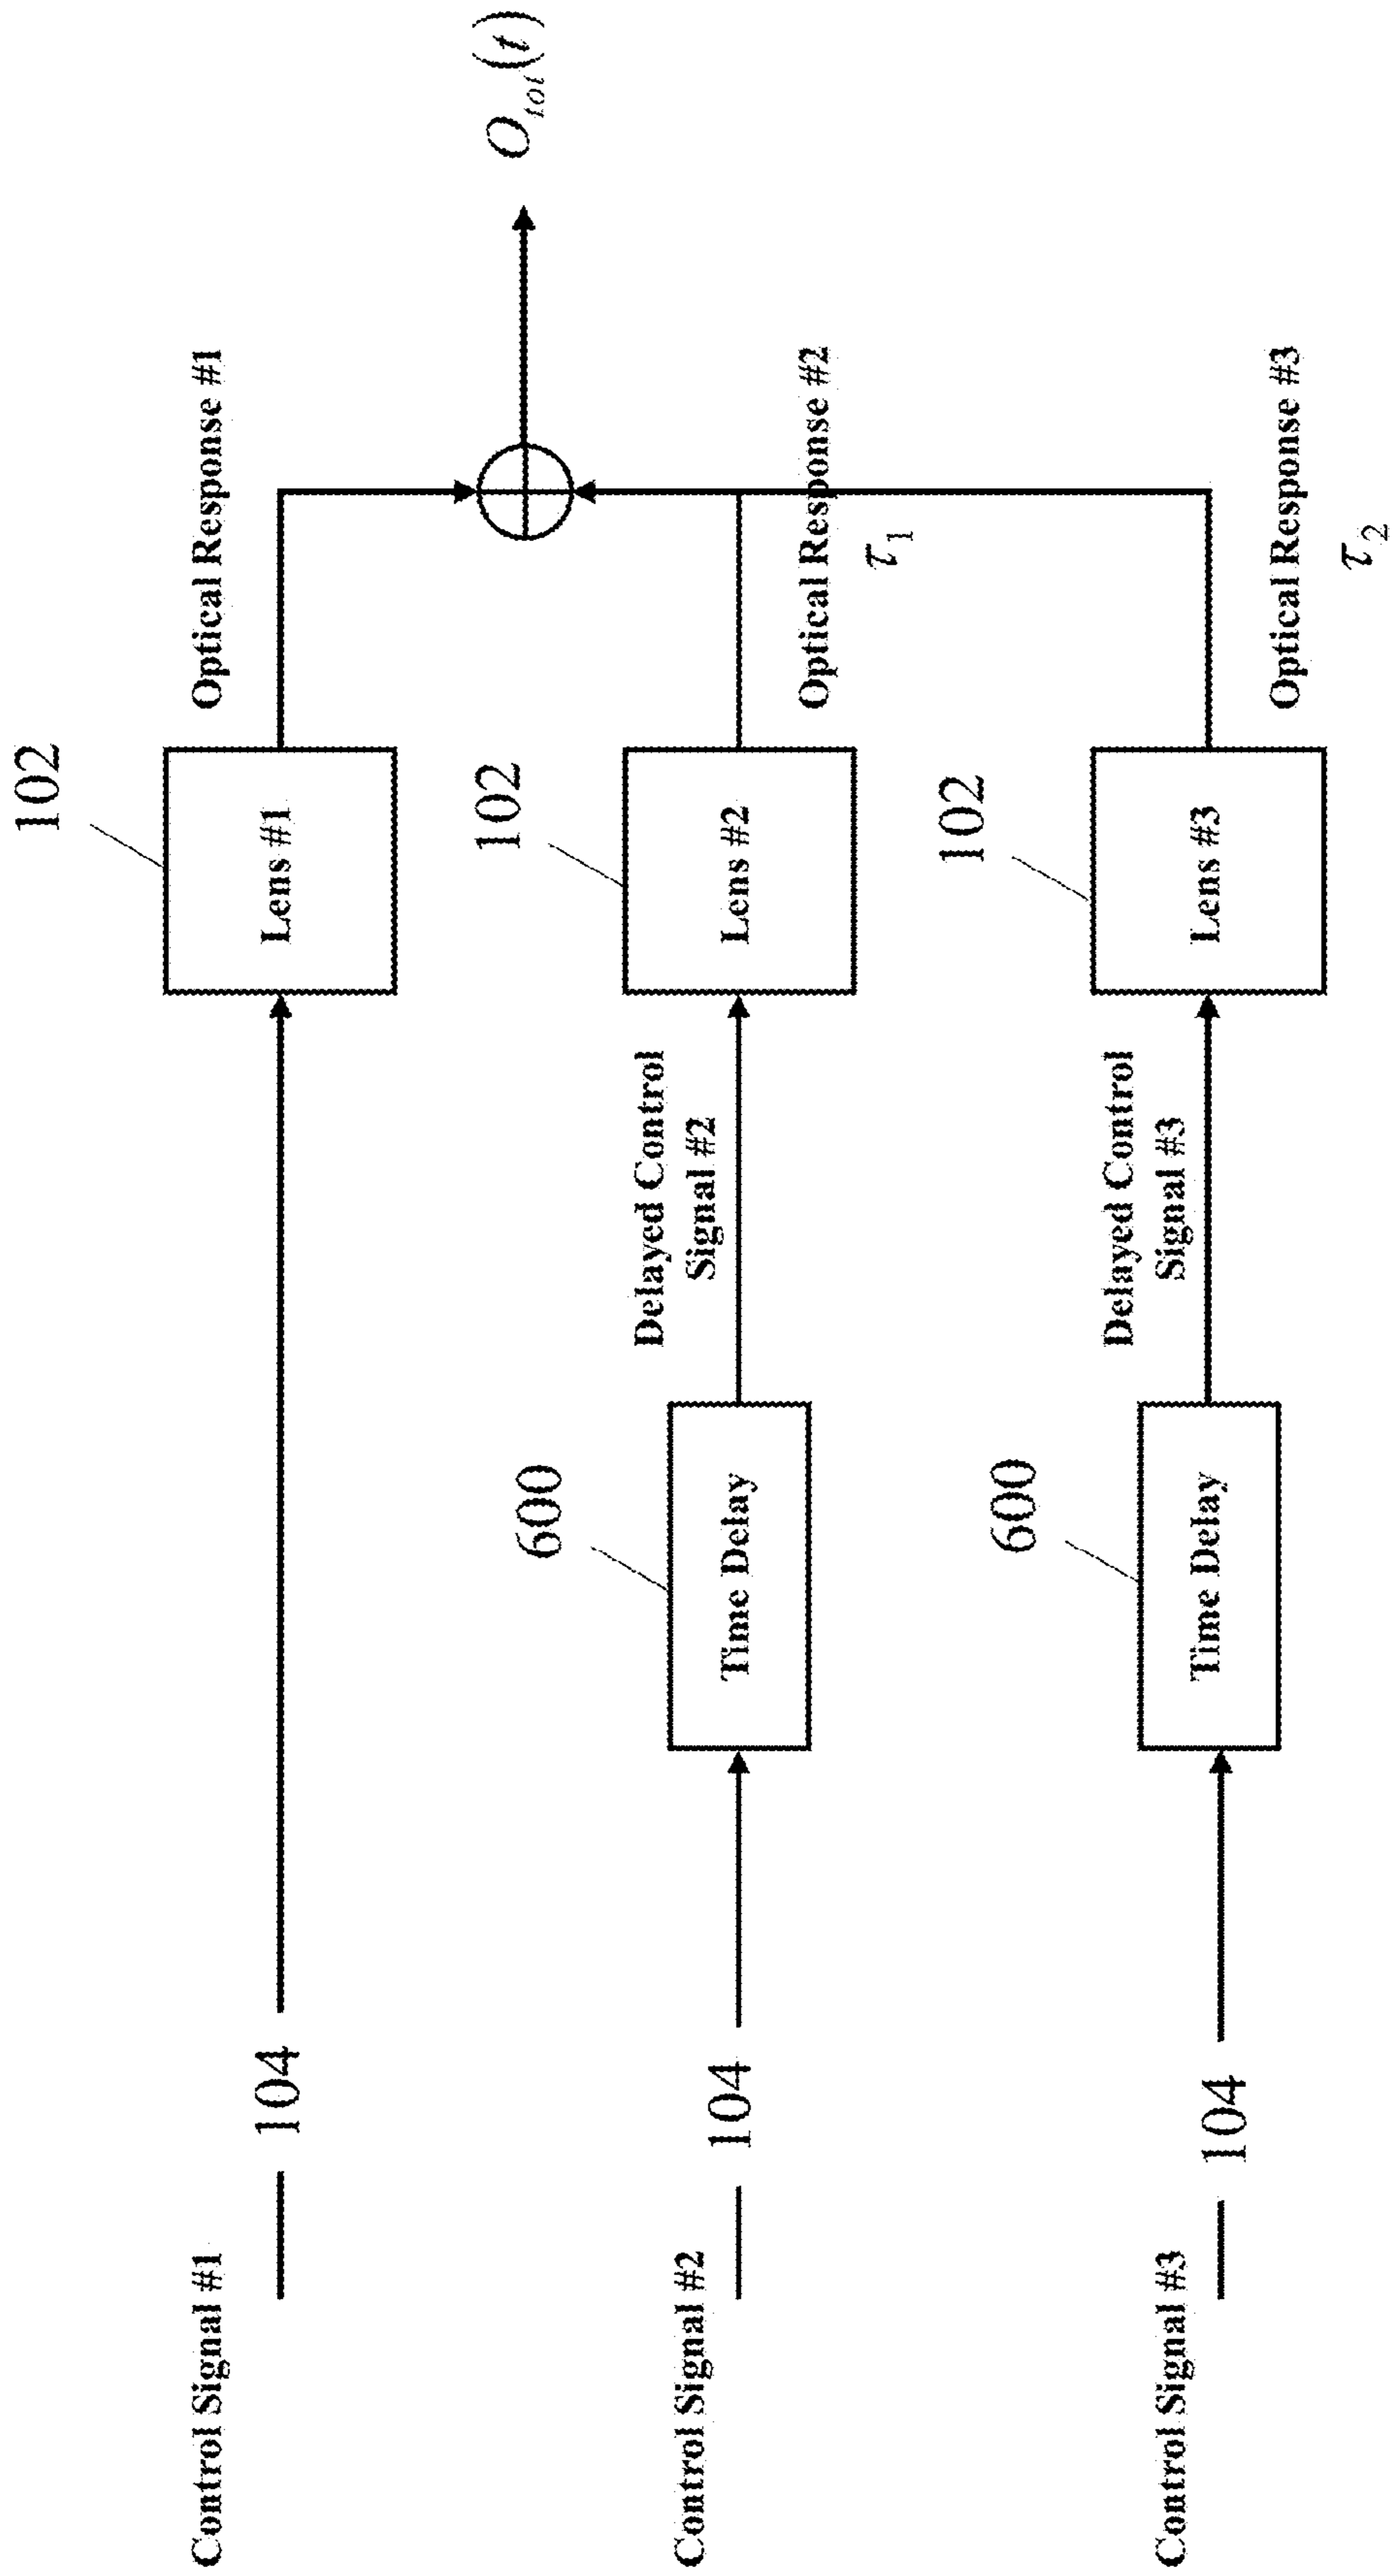 Control Signal #1
104
102
Lens #1
Optical Response #1
O_tot(t)
Control Signal #2
104
600
Time Delay
Delayed Control
Signal #2
102
Lens #2
Optical Response #2
τ1
Control Signal #3
104
600
Time Delay
Delayed Control
Signal #3
102
Lens #3
Optical Response #3
τ2